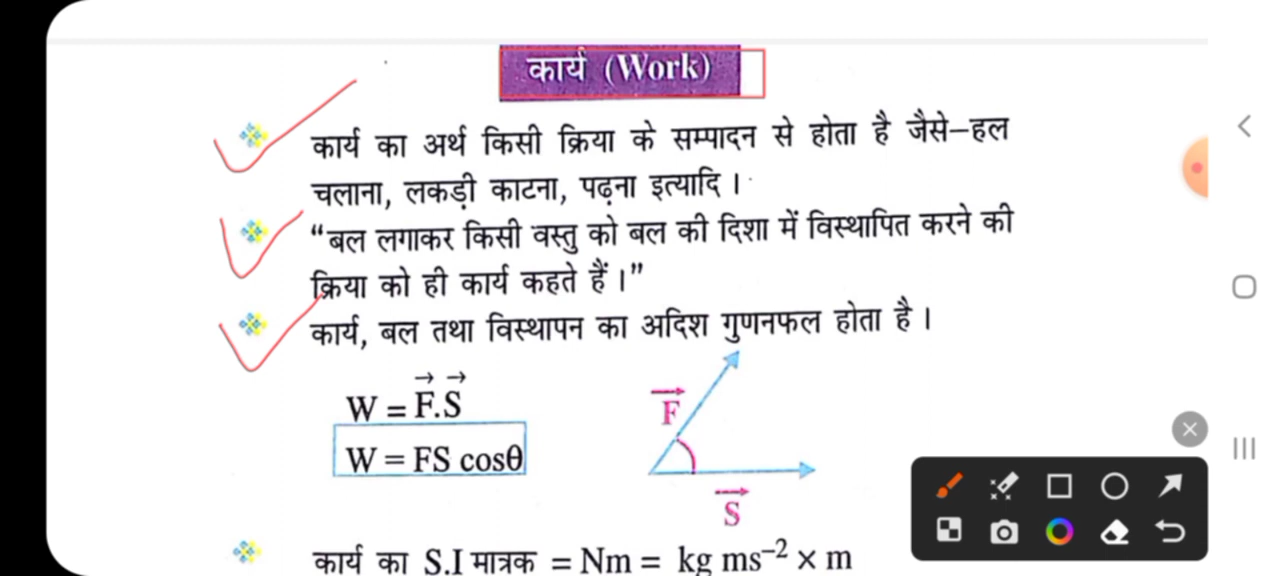 कार्य (Work)
कार्य का अर्थ किसी क्रिया के सम्पादन से होता है जैसे–हल
चलाना, लकड़ी काटना, पढ़ना इत्यादि ।
“बल लगाकर किसी वस्तु को बल की दिशा में विस्थापित करने की
क्रिया को ही कार्य कहते हैं ।”
कार्य, बल तथा विस्थापन का अदिश गुणनफल होता है ।
W = F⃗.S⃗
W = FS cosθ
F⃗
S⃗
कार्य का S.I मात्रक = Nm = kg ms⁻² × m